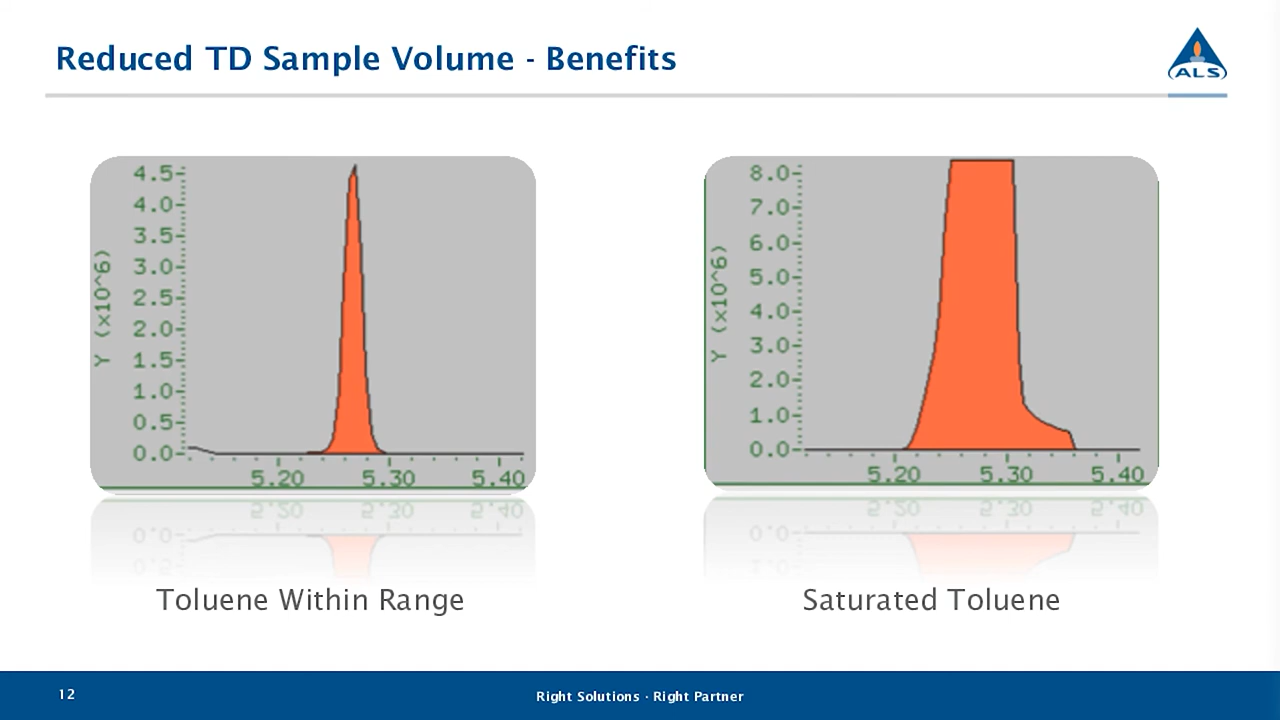 Reduced TD Sample Volume - Benefits
ALS
4.5
4.0
3.5
3.0
2.5
2.0
1.5
1.0
0.5
0.0
Y (x10^6)
5.20 5.30 5.40
8.0
7.0
6.0
5.0
4.0
3.0
2.0
1.0
0.0
Y (x10^6)
5.20 5.30 5.40
Toluene Within Range
Saturated Toluene
12
Right Solutions · Right Partner